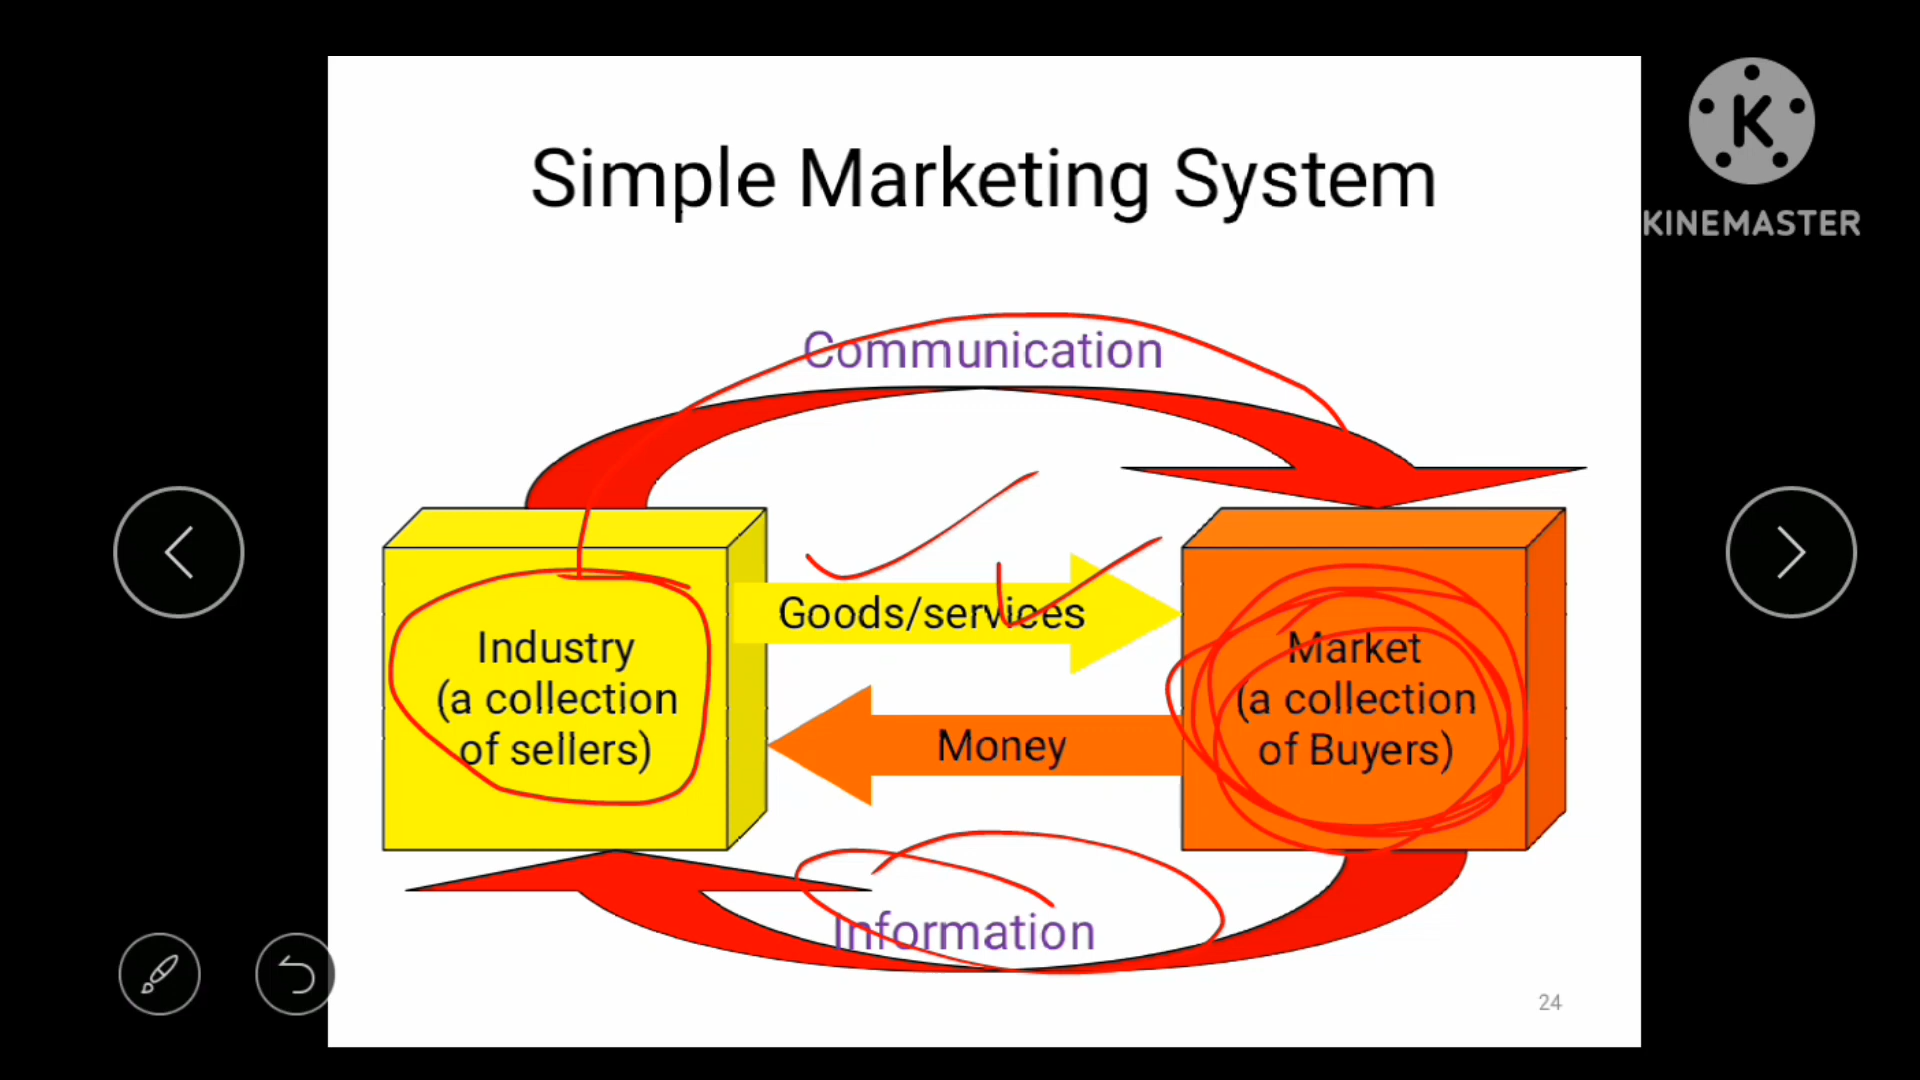 Simple Marketing System
KINEMASTER
Communication
Goods/services
Industry
(a collection
of sellers)
Market
(a collection
of Buyers)
Money
Information
24